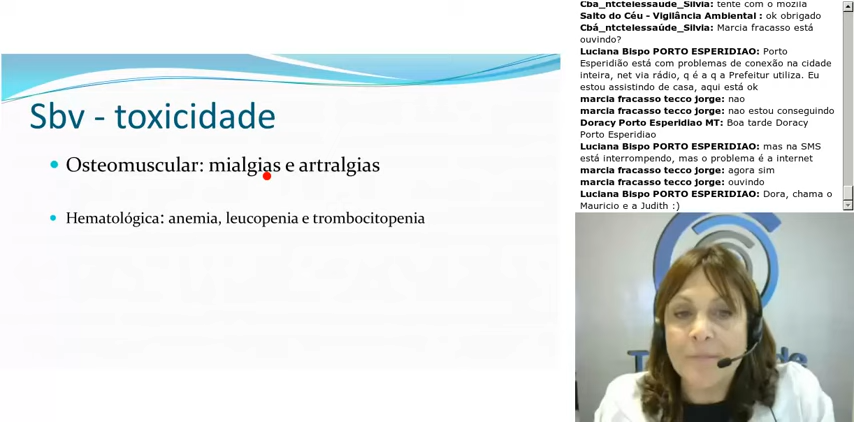 Sbv - toxicidade
Osteomuscular: mialgias e artralgias
Hematológica: anemia, leucopenia e trombocitopenia
Cbá_ntctelessaúde_Silvia: tente com o mozila
Salto do Céu - Vigilância Ambiental : ok obrigado
Cbá_ntctelessaúde_Silvia: Marcia fracasso está
ouvindo?
Luciana Bispo PORTO ESPERIDIAO: Porto
Esperidião está com problemas de conexão na cidade
inteira, net via rádio, q é a q a Prefeitur utiliza. Eu
estou assistindo de casa, aqui está ok
marcia fracasso tecco jorge: nao
marcia fracasso tecco jorge: nao estou conseguindo
Doracy Porto Esperidiao MT: Boa tarde Doracy
Porto Esperidiao
Luciana Bispo PORTO ESPERIDIAO: mas na SMS
está interrompendo, mas o problema é a internet
marcia fracasso tecco jorge: agora sim
marcia fracasso tecco jorge: ouvindo
Luciana Bispo PORTO ESPERIDIAO: Dora, chama o
Mauricio e a Judith :)